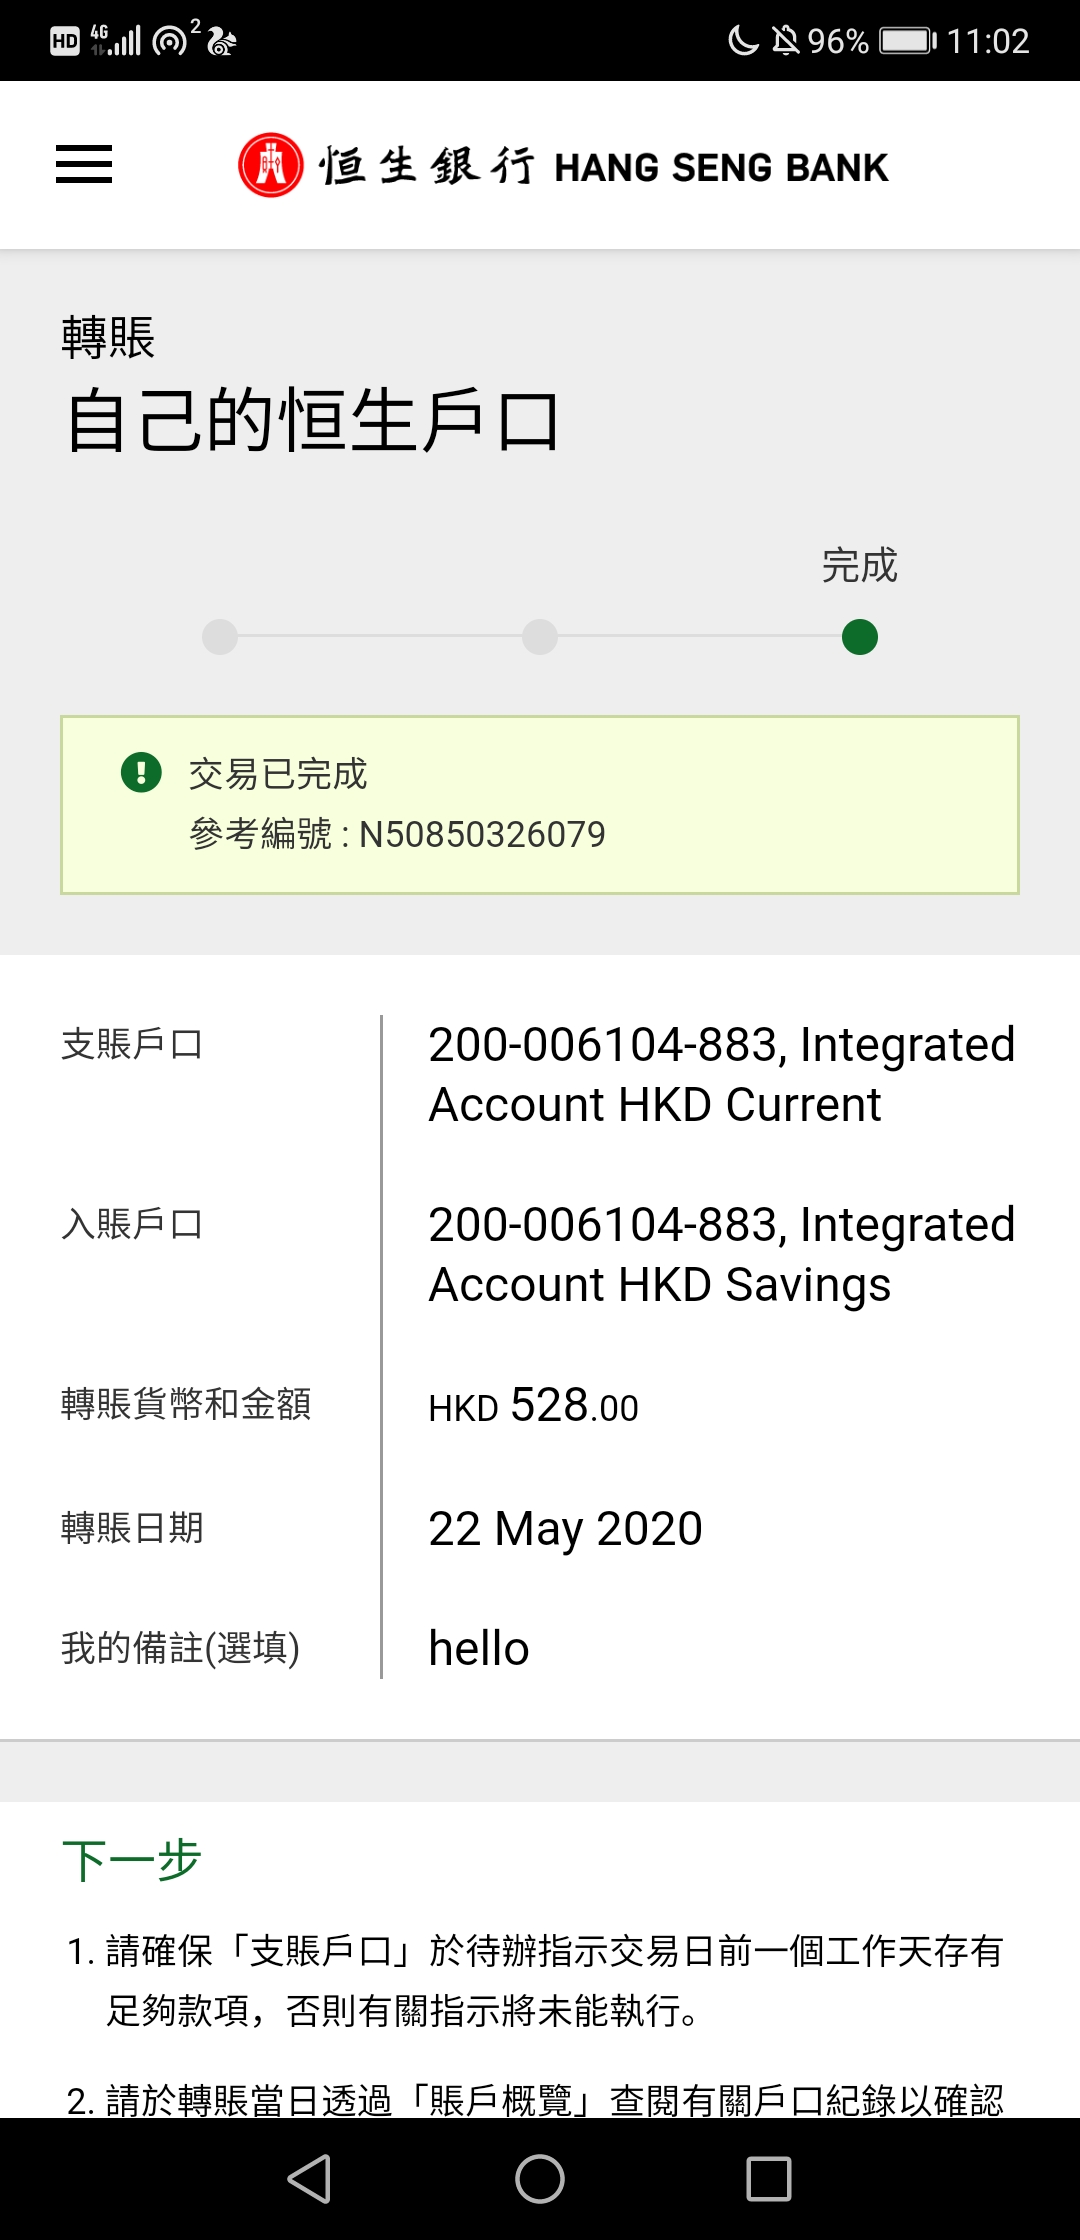 HD 4G 2 96% 11:02
恒生銀行 HANG SENG BANK
轉賬
自己的恒生戶口
完成
交易已完成
參考編號 : N50850326079
支賬戶口
200-006104-883, Integrated
Account HKD Current
入賬戶口
200-006104-883, Integrated
Account HKD Savings
轉賬貨幣和金額
HKD 528.00
轉賬日期
22 May 2020
我的備註(選填)
hello
下一步
1. 請確保「支賬戶口」於待辦指示交易日前一個工作天存有
足夠款項，否則有關指示將未能執行。
2. 請於轉賬當日透過「賬戶概覽」查閱有關戶口紀錄以確認